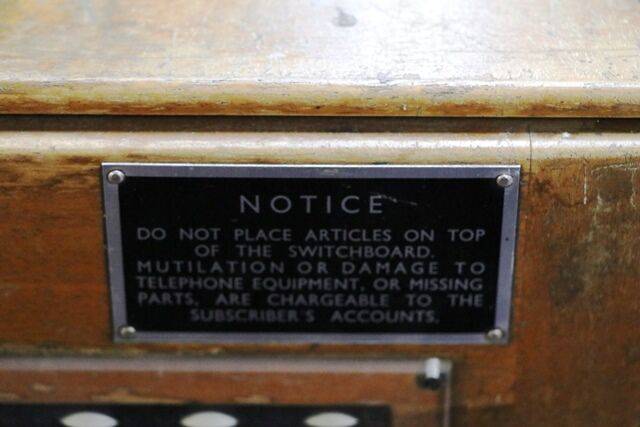 NOTICE
DO NOT PLACE ARTICLES ON TOP
OF THE SWITCHBOARD.
MUTILATION OR DAMAGE TO
TELEPHONE EQUIPMENT, OR MISSING
PARTS, ARE CHARGEABLE TO THE
SUBSCRIBER'S ACCOUNTS.